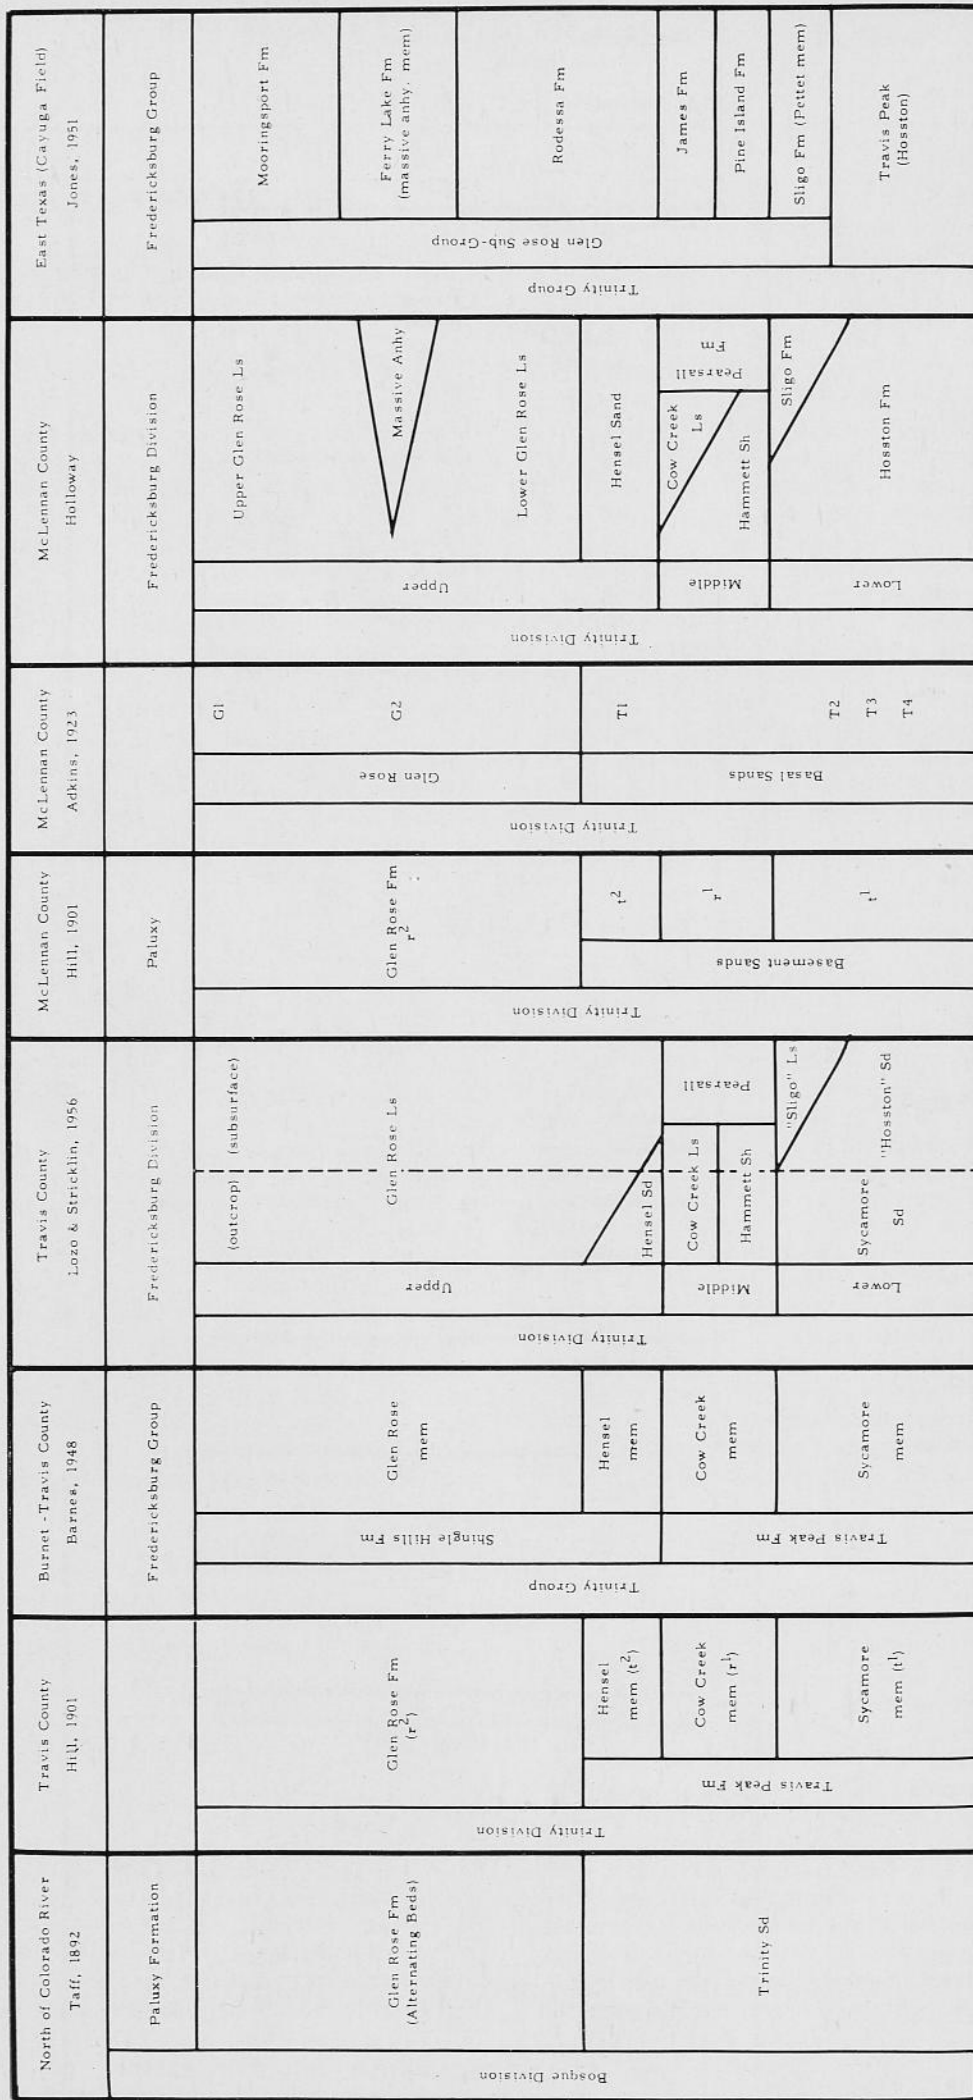 North of Colorado River
Taff, 1892
Bosque Division
Paluxy Formation
Glen Rose Fm
(Alternating Beds)
Trinity Sd
Travis County
Hill, 1901
Trinity Division
Glen Rose Fm
(r²)
Travis Peak Fm
Hensel
mem (t²)
Cow Creek
mem (r¹)
Sycamore
mem (t¹)
Burnet-Travis County
Barnes, 1948
Fredericksburg Group
Trinity Group
Shingle Hills Fm
Glen Rose
mem
Hensel
mem
Travis Peak Fm
Cow Creek
mem
Sycamore
mem
Travis County
Lozo & Stricklin, 1956
Fredericksburg Division
Trinity Division
Upper
(outcrop) (subsurface)
Glen Rose Ls
Hensel Sd
Middle
Cow Creek Ls
Hammett Sh
Pearsall
Lower
Sycamore
Sd
"Sligo" Ls
"Hosston" Sd
McLennan County
Hill, 1901
Paluxy
Trinity Division
Glen Rose Fm
r²
Basement Sands
t²
r¹
t¹
McLennan County
Adkins, 1923
Trinity Division
Glen Rose
G1
G2
Basal Sands
T1
T2
T3
T4
McLennan County
Holloway
Fredericksburg Division
Trinity Division
Upper
Upper Glen Rose Ls
Massive Anhy
Lower Glen Rose Ls
Hensel Sand
Middle
Cow Creek
Ls
Hammett Sh
Pearsall
Fm
Lower
Sligo Fm
Hosston Fm
East Texas (Cayuga Field)
Jones, 1951
Fredericksburg Group
Trinity Group
Glen Rose Sub-Group
Mooringsport Fm
Ferry Lake Fm
(massive anhy. mem)
Rodessa Fm
James Fm
Pine Island Fm
Sligo Fm (Pettet mem)
Travis Peak
(Hosston)